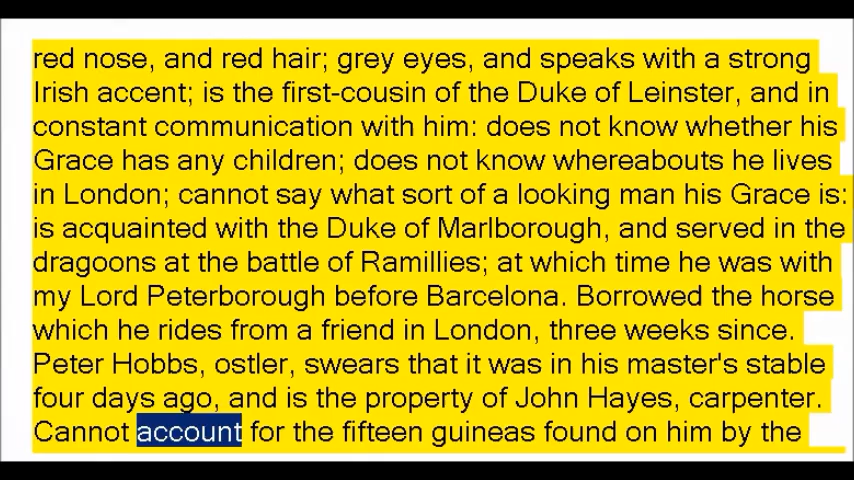 red nose, and red hair; grey eyes, and speaks with a strong
Irish accent; is the first-cousin of the Duke of Leinster, and in
constant communication with him: does not know whether his
Grace has any children; does not know whereabouts he lives
in London; cannot say what sort of a looking man his Grace is:
is acquainted with the Duke of Marlborough, and served in the
dragoons at the battle of Ramillies; at which time he was with
my Lord Peterborough before Barcelona. Borrowed the horse
which he rides from a friend in London, three weeks since.
Peter Hobbs, ostler, swears that it was in his master's stable
four days ago, and is the property of John Hayes, carpenter.
Cannot account for the fifteen guineas found on him by the